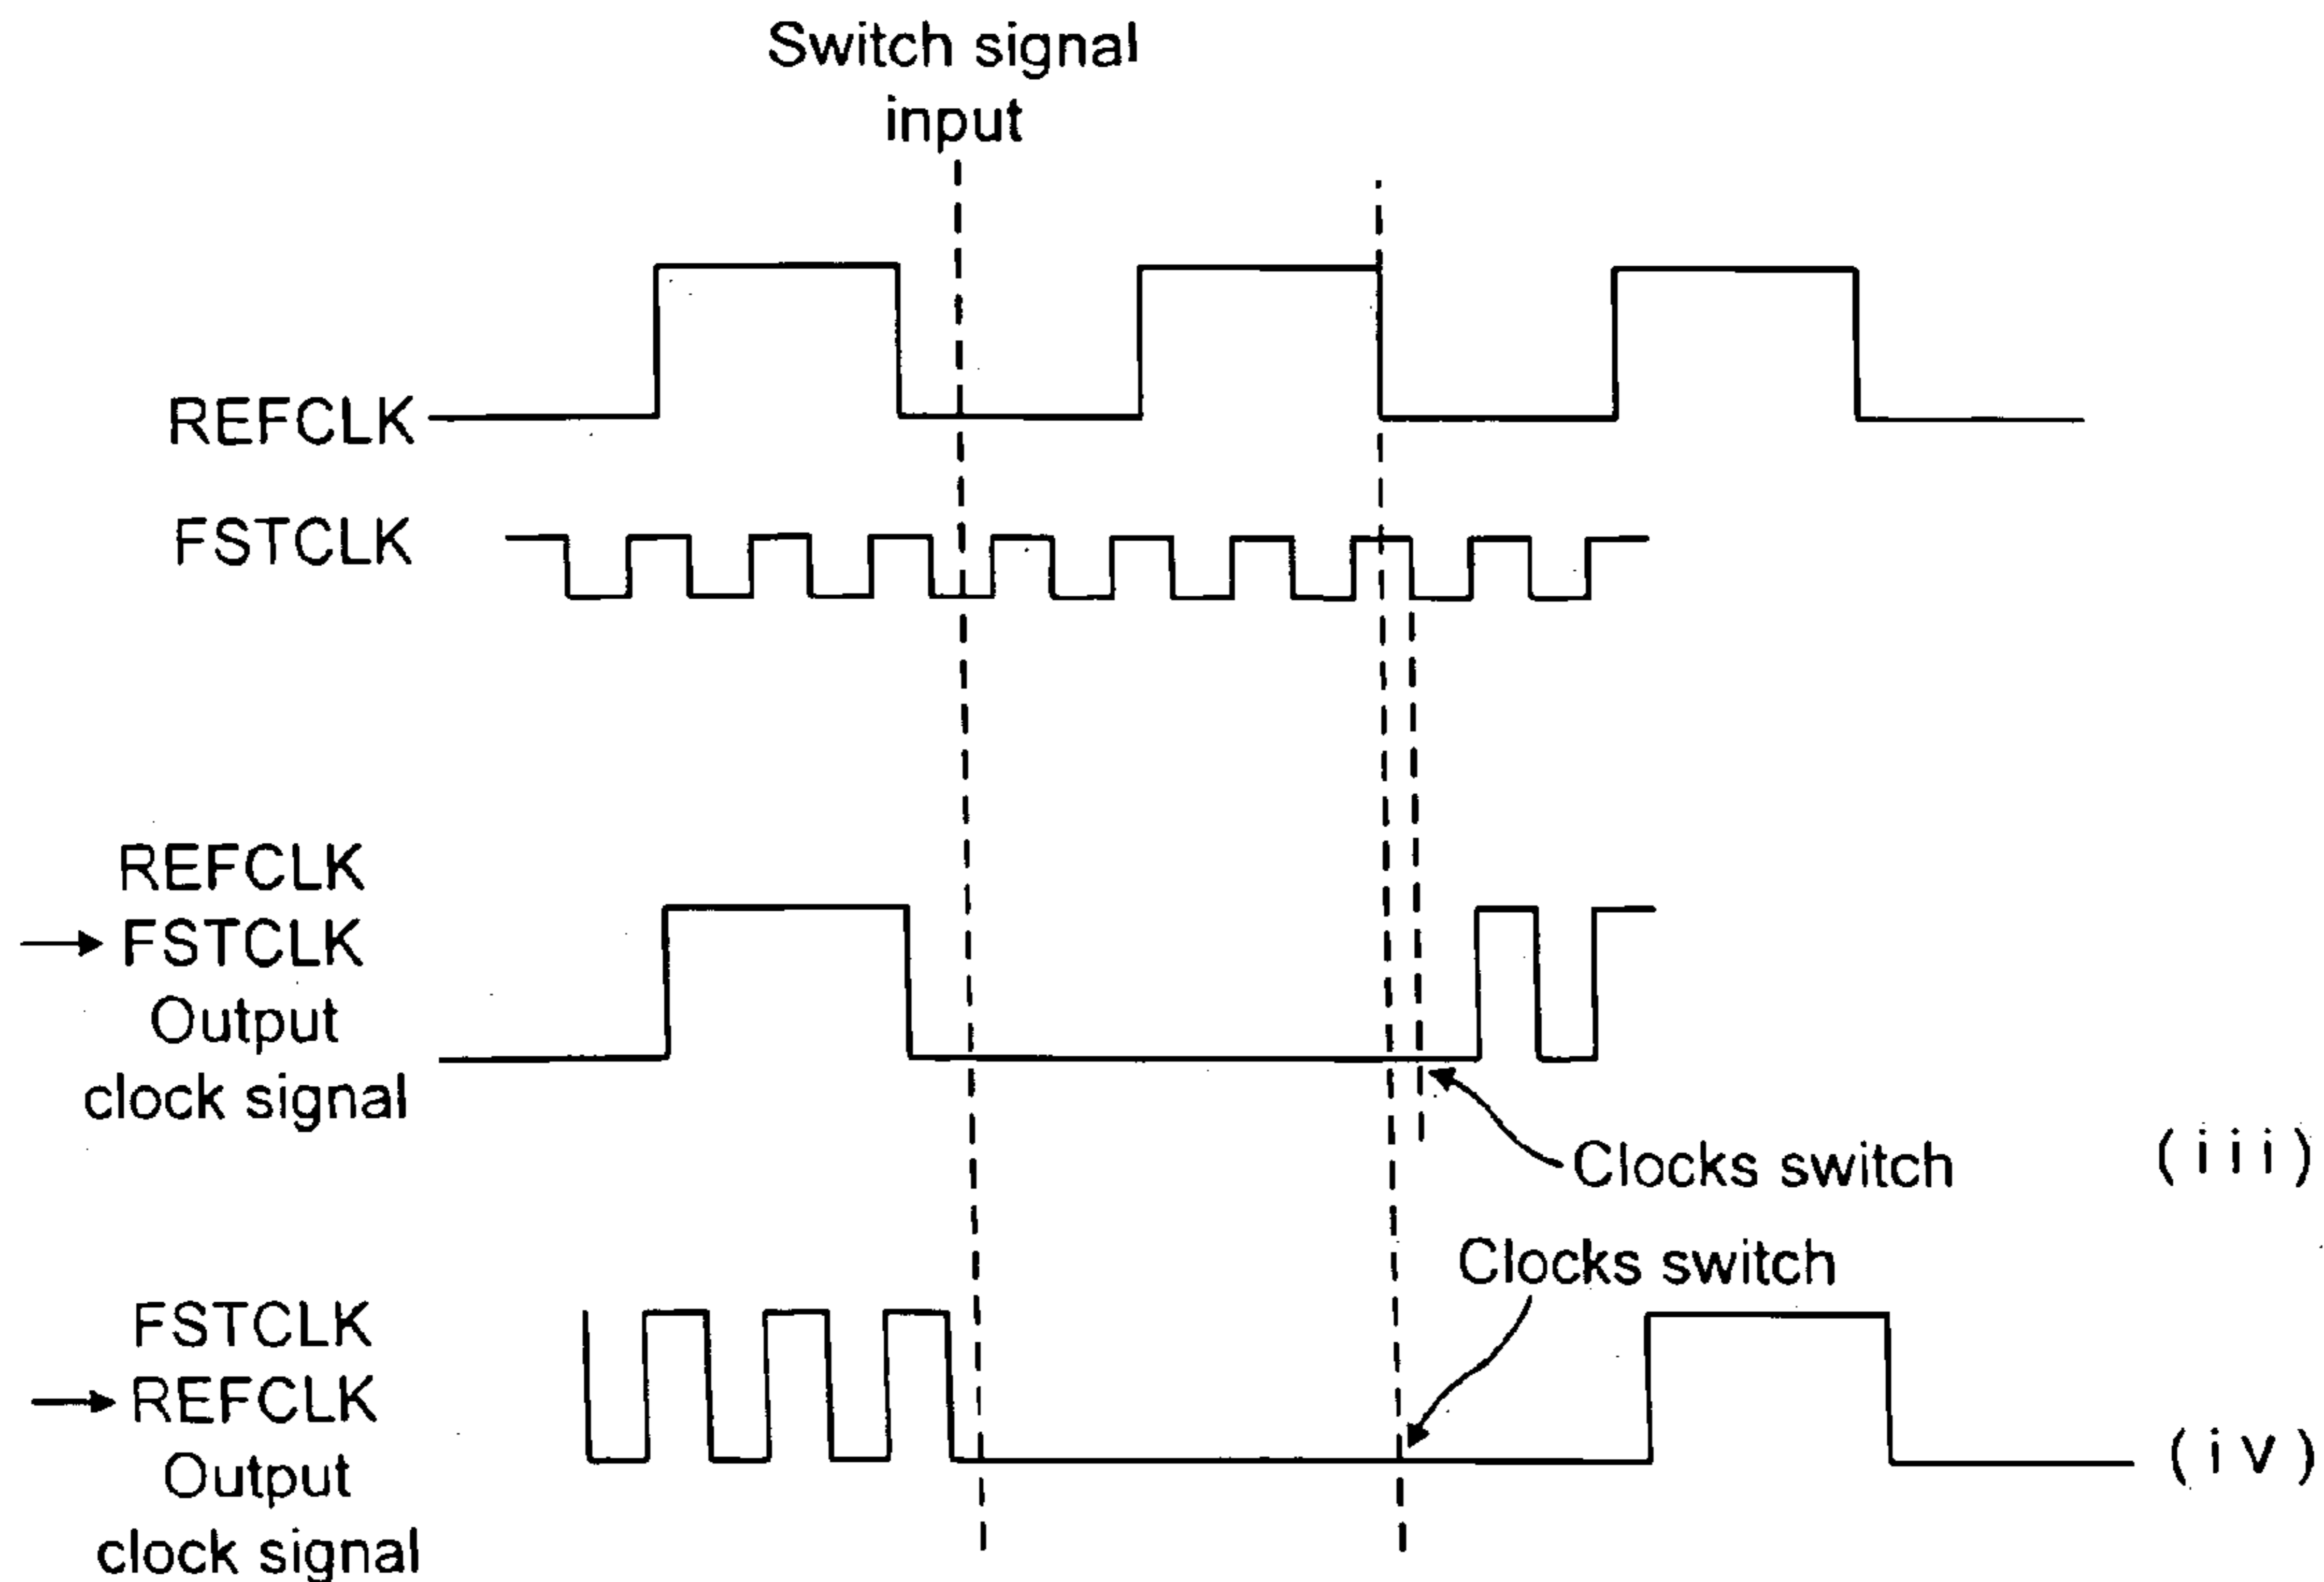 Switch signal
input
REFCLK
FSTCLK
REFCLK
→ FSTCLK
Output
clock signal
Clocks switch
(iii)
Clocks switch
FSTCLK
→ REFCLK
Output
clock signal
(iv)